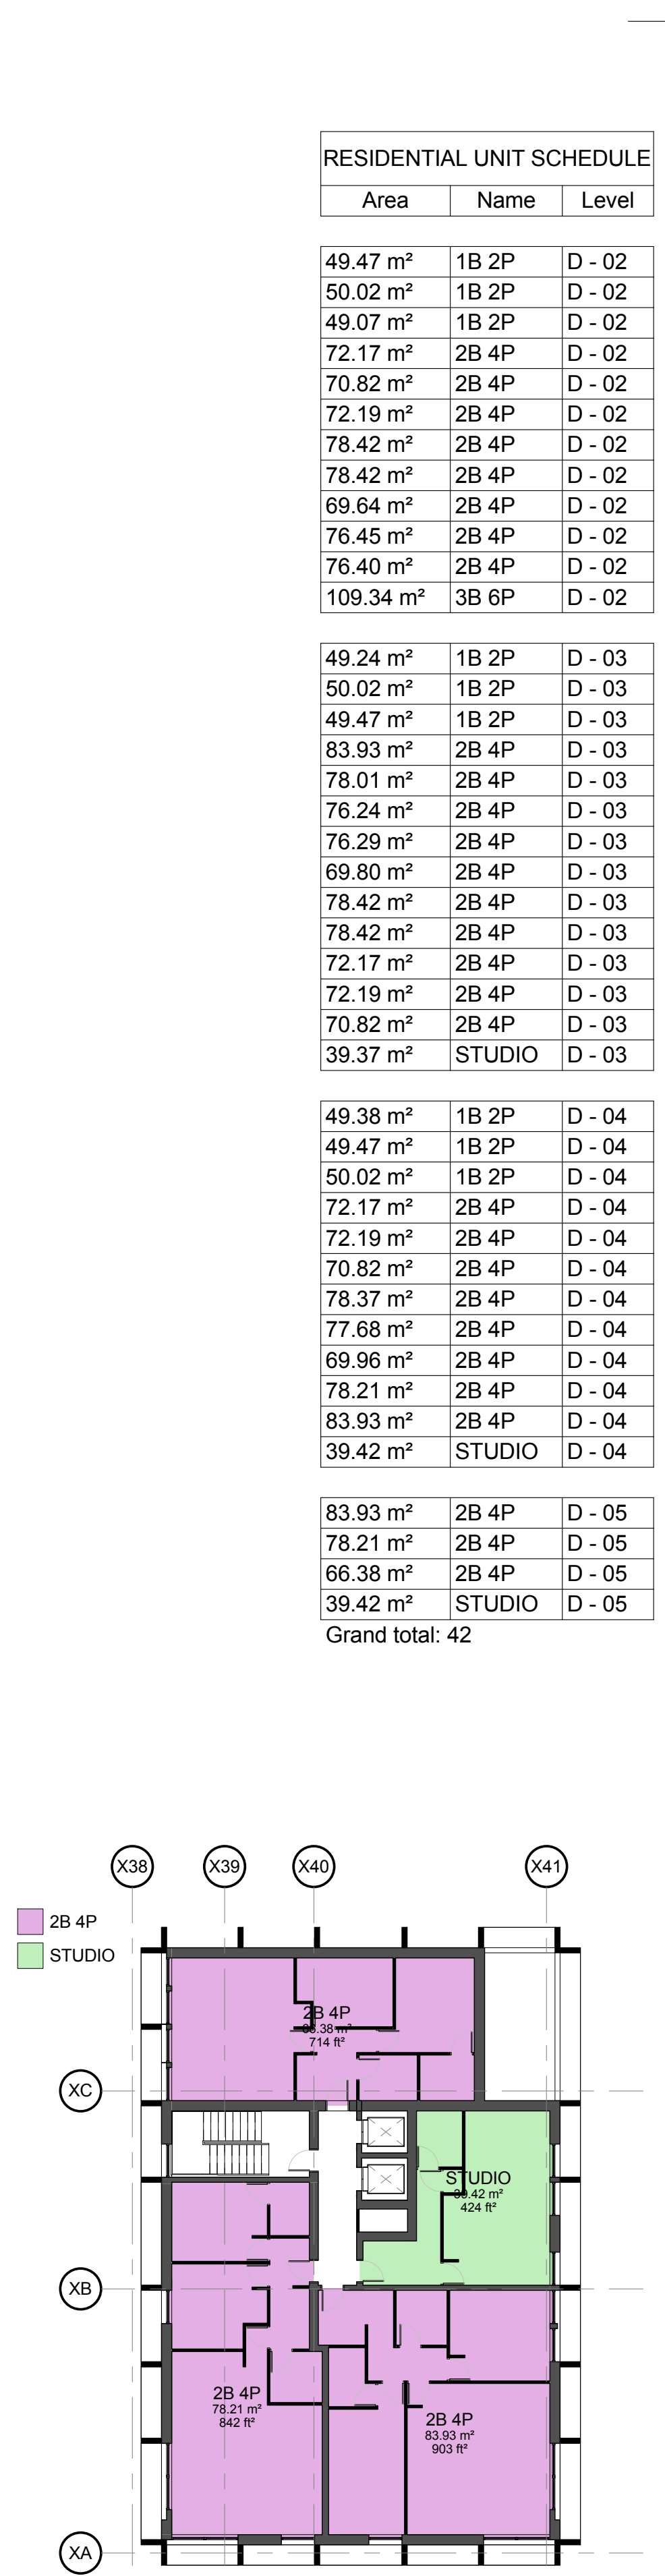 RESIDENTIAL UNIT SCHEDULE
Area Name Level
49.47 m² 1B 2P D - 02
50.02 m² 1B 2P D - 02
49.07 m² 1B 2P D - 02
72.17 m² 2B 4P D - 02
70.82 m² 2B 4P D - 02
72.19 m² 2B 4P D - 02
78.42 m² 2B 4P D - 02
78.42 m² 2B 4P D - 02
69.64 m² 2B 4P D - 02
76.45 m² 2B 4P D - 02
76.40 m² 2B 4P D - 02
109.34 m² 3B 6P D - 02
49.24 m² 1B 2P D - 03
50.02 m² 1B 2P D - 03
49.47 m² 1B 2P D - 03
83.93 m² 2B 4P D - 03
78.01 m² 2B 4P D - 03
76.24 m² 2B 4P D - 03
76.29 m² 2B 4P D - 03
69.80 m² 2B 4P D - 03
78.42 m² 2B 4P D - 03
78.42 m² 2B 4P D - 03
72.17 m² 2B 4P D - 03
72.19 m² 2B 4P D - 03
70.82 m² 2B 4P D - 03
39.37 m² STUDIO D - 03
49.38 m² 1B 2P D - 04
49.47 m² 1B 2P D - 04
50.02 m² 1B 2P D - 04
72.17 m² 2B 4P D - 04
72.19 m² 2B 4P D - 04
70.82 m² 2B 4P D - 04
78.37 m² 2B 4P D - 04
77.68 m² 2B 4P D - 04
69.96 m² 2B 4P D - 04
78.21 m² 2B 4P D - 04
83.93 m² 2B 4P D - 04
39.42 m² STUDIO D - 04
83.93 m² 2B 4P D - 05
78.21 m² 2B 4P D - 05
66.38 m² 2B 4P D - 05
39.42 m² STUDIO D - 05
Grand total: 42
X38 X39 X40 X41
2B 4P
STUDIO
2B 4P
66.38 m²
714 ft²
XC
STUDIO
39.42 m²
424 ft²
XB
2B 4P
78.21 m²
842 ft²
2B 4P
83.93 m²
903 ft²
XA